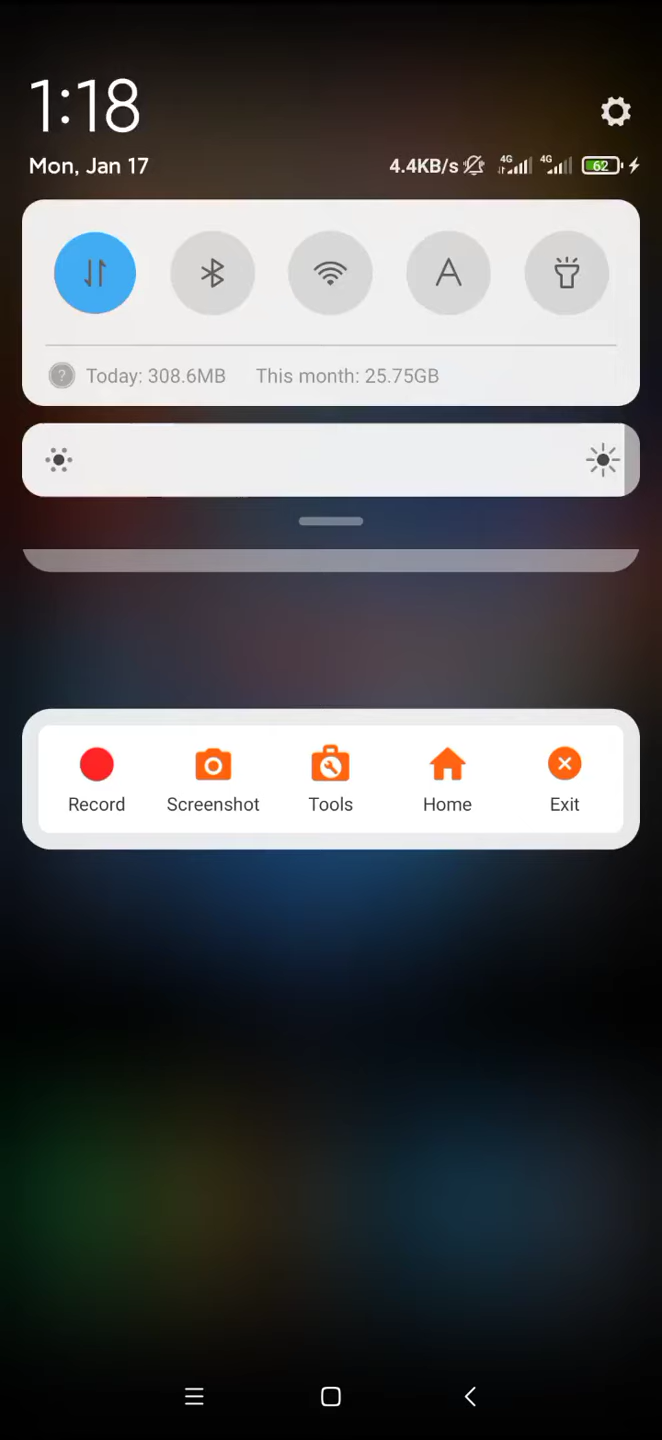 1:18
Mon, Jan 17
4.4KB/s 4G 4G 62
A
? Today: 308.6MB This month: 25.75GB
Record Screenshot Tools Home Exit